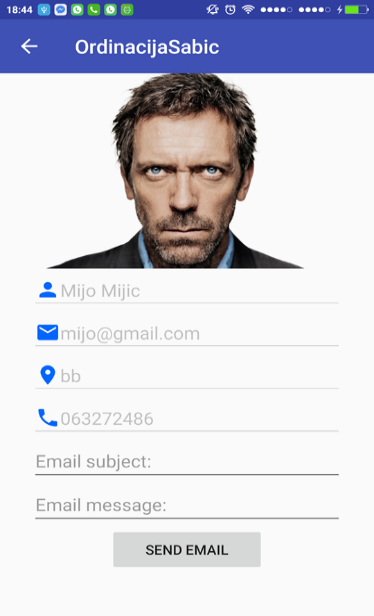 18:44
OrdinacijaSabic
Mijo Mijic
mijo@gmail.com
bb
063272486
Email subject:
Email message:
SEND EMAIL